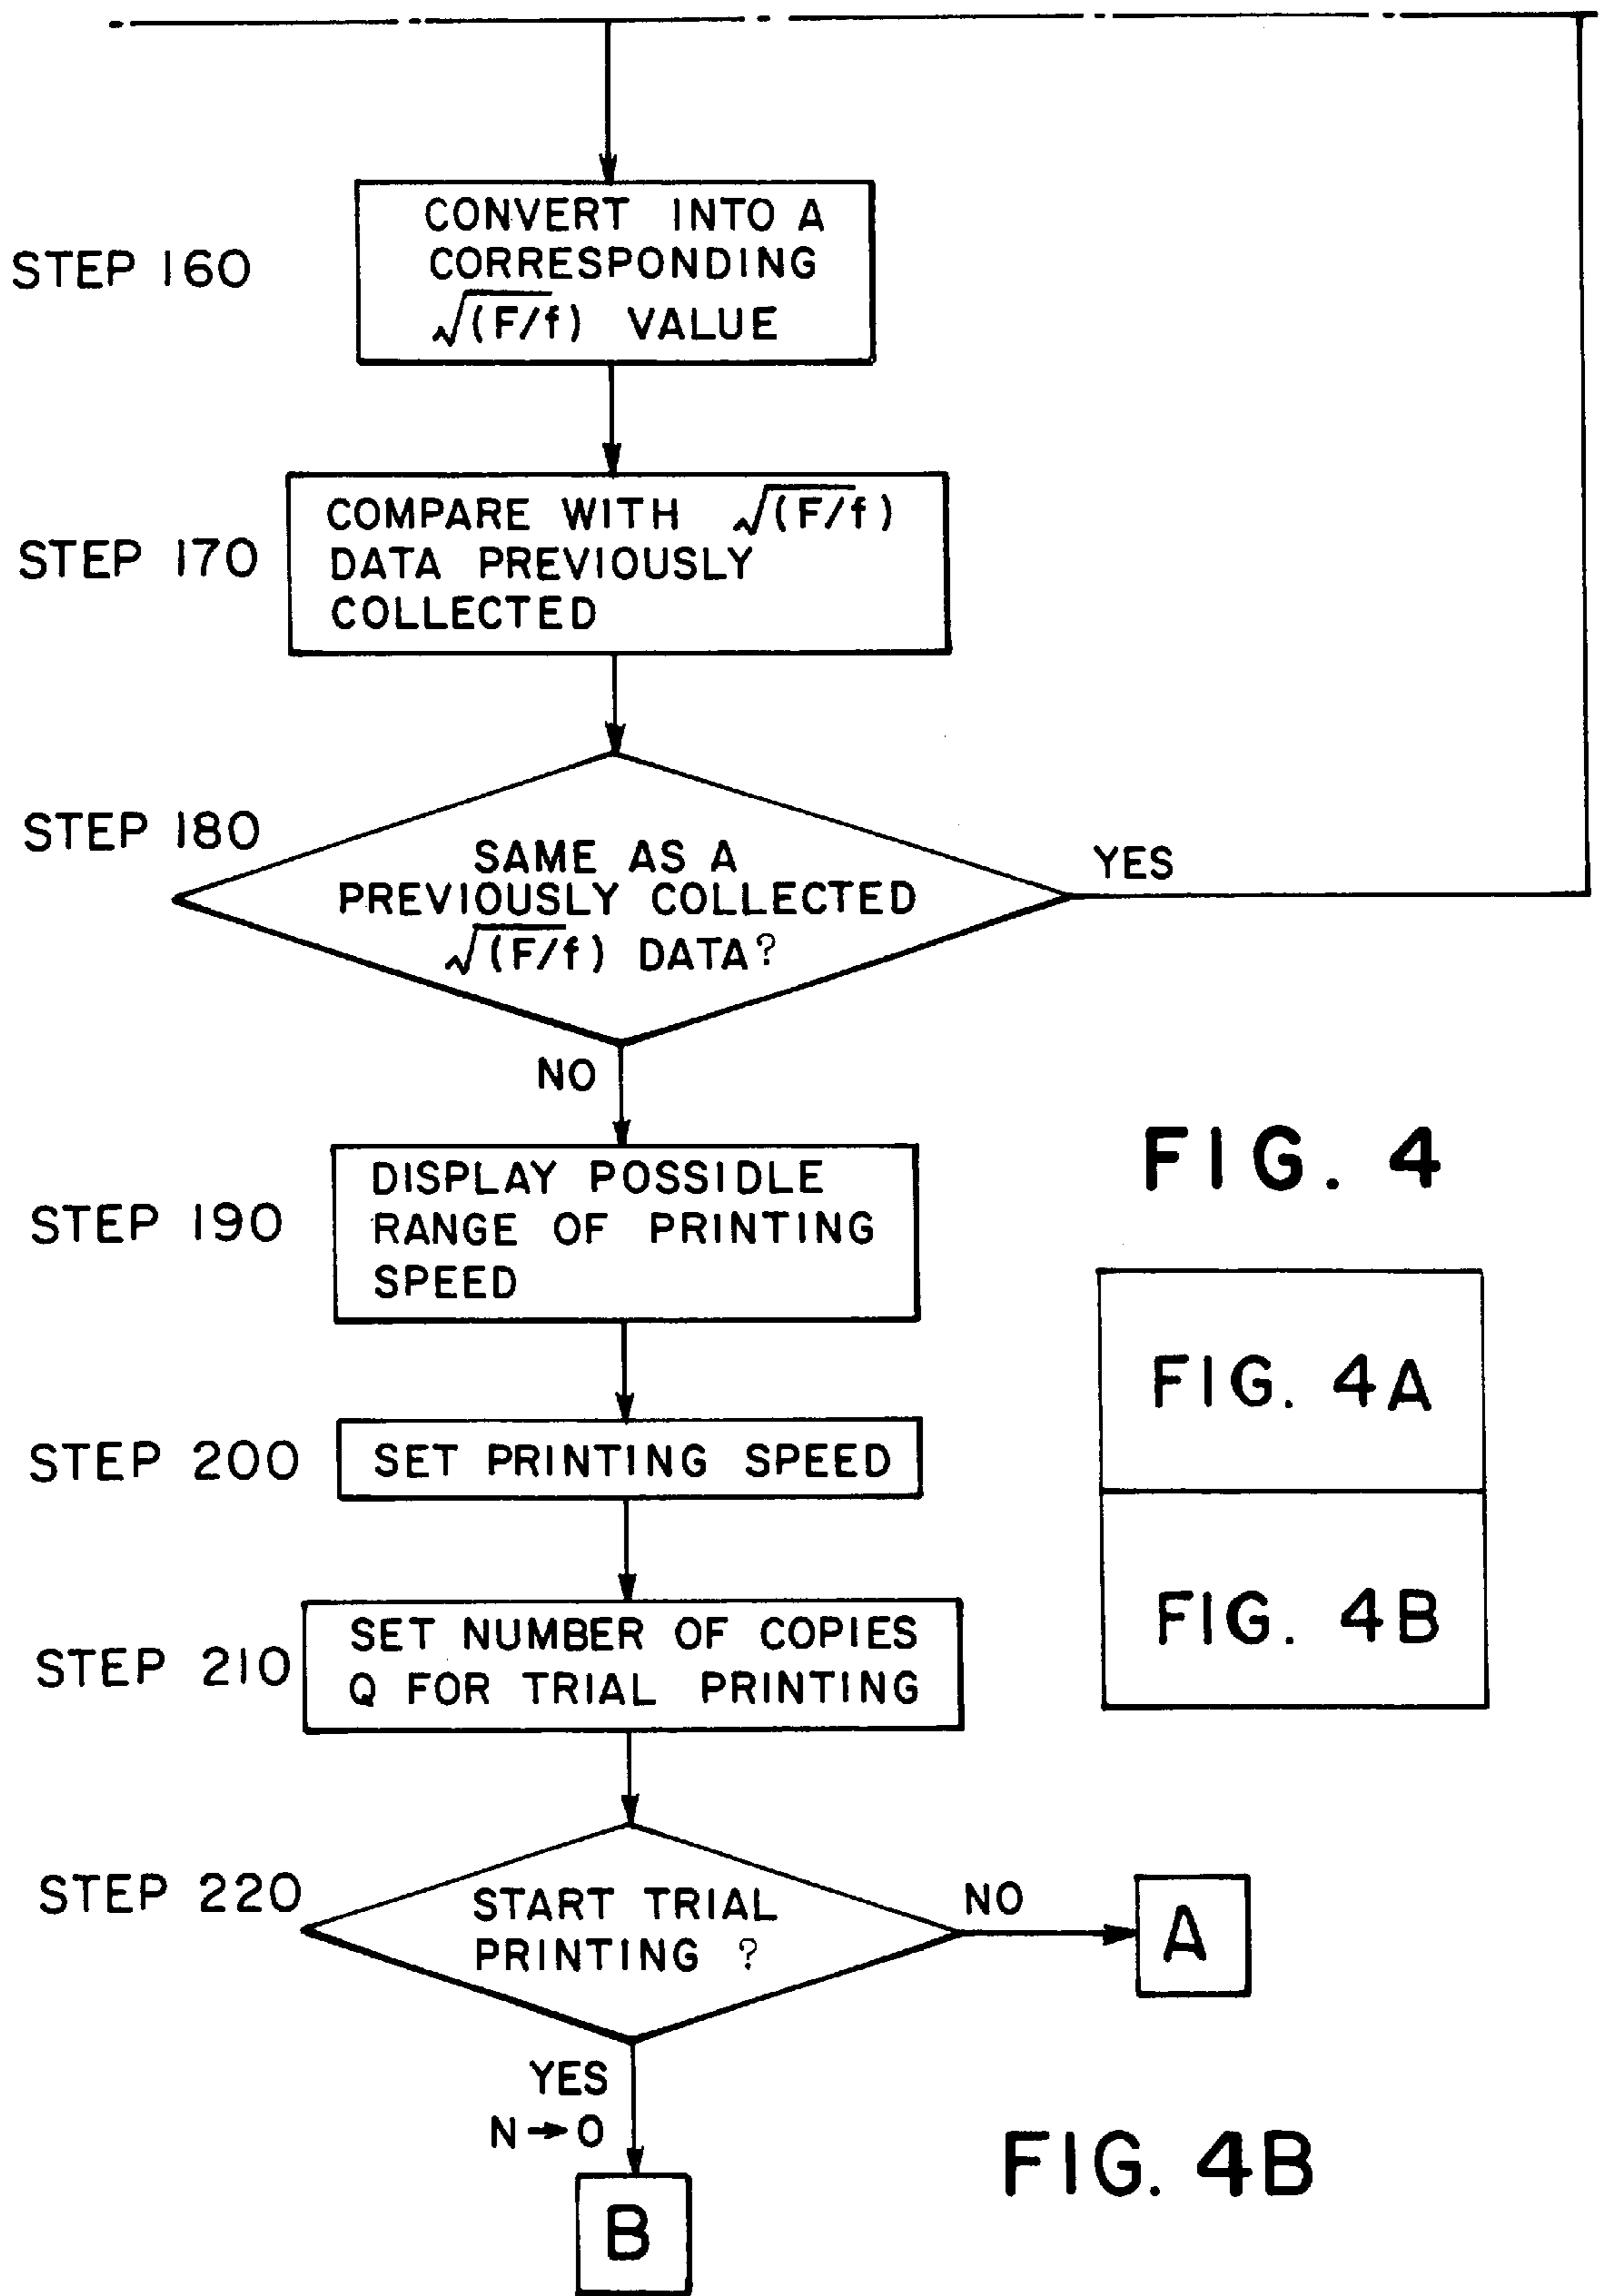 STEP 160
CONVERT INTO A
CORRESPONDING
√(F/f) VALUE
STEP 170
COMPARE WITH √(F/f)
DATA PREVIOUSLY
COLLECTED
STEP 180
SAME AS A
PREVIOUSLY COLLECTED
√(F/f) DATA?
YES
NO
STEP 190
DISPLAY POSSIDLE
RANGE OF PRINTING
SPEED
FIG. 4
FIG. 4A
FIG. 4B
STEP 200
SET PRINTING SPEED
STEP 210
SET NUMBER OF COPIES
Q FOR TRIAL PRINTING
STEP 220
START TRIAL
PRINTING ?
NO
A
YES
N→0
B
FIG. 4B